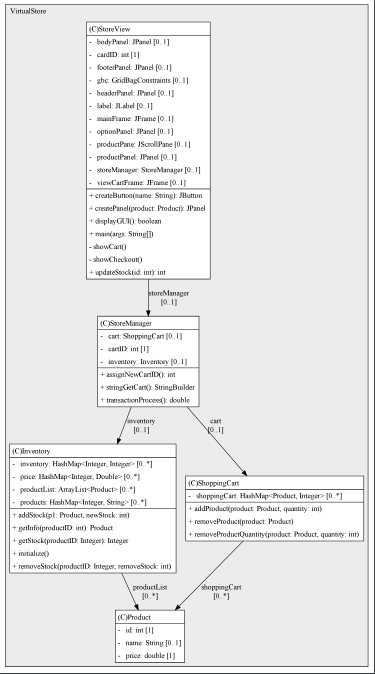 VirtualStore
(C)StoreView
- bodyPanel: JPanel [0..1]
- cardID: int [1]
- footerPanel: JPanel [0..1]
- gbc: GridBagConstraints [0..1]
- headerPanel: JPanel [0..1]
- label: JLabel [0..1]
- mainFrame: JFrame [0..1]
- optionPanel: JPanel [0..1]
- productPane: JScrollPane [0..1]
- productPanel: JPanel [0..1]
- storeManager: StoreManager [0..1]
- viewCartFrame: JFrame [0..1]
+ createButton(name: String): JButton
+ createPanel(product: Product): JPanel
+ displayGUI(): boolean
+ main(args: String[])
- showCart()
- showCheckout()
+ updateStock(id: int): int
storeManager
[0..1]
(C)StoreManager
- cart: ShoppingCart [0..1]
- cartID: int [1]
- inventory: Inventory [0..1]
+ assignNewCartID(): int
+ stringGetCart(): StringBuilder
+ transactionProcess(): double
inventory
[0..1]
cart
[0..1]
(C)Inventory
- inventory: HashMap<Integer, Integer> [0..*]
- price: HashMap<Integer, Double> [0..*]
- productList: ArrayList<Product> [0..*]
- products: HashMap<Integer, String> [0..*]
+ addStock(p1: Product, newStock: int)
+ getInfo(productID: int): Product
+ getStock(productID: Integer): Integer
+ initialize()
+ removeStock(productID: Integer, removeStock: int)
(C)ShoppingCart
- shoppingCart: HashMap<Product, Integer> [0..*]
+ addProduct(product: Product, quantity: int)
+ removeProduct(product: Product)
+ removeProductQuantity(product: Product, quantity: int)
productList
[0..*]
shoppingCart
[0..*]
(C)Product
- id: int [1]
- name: String [0..1]
- price: double [1]